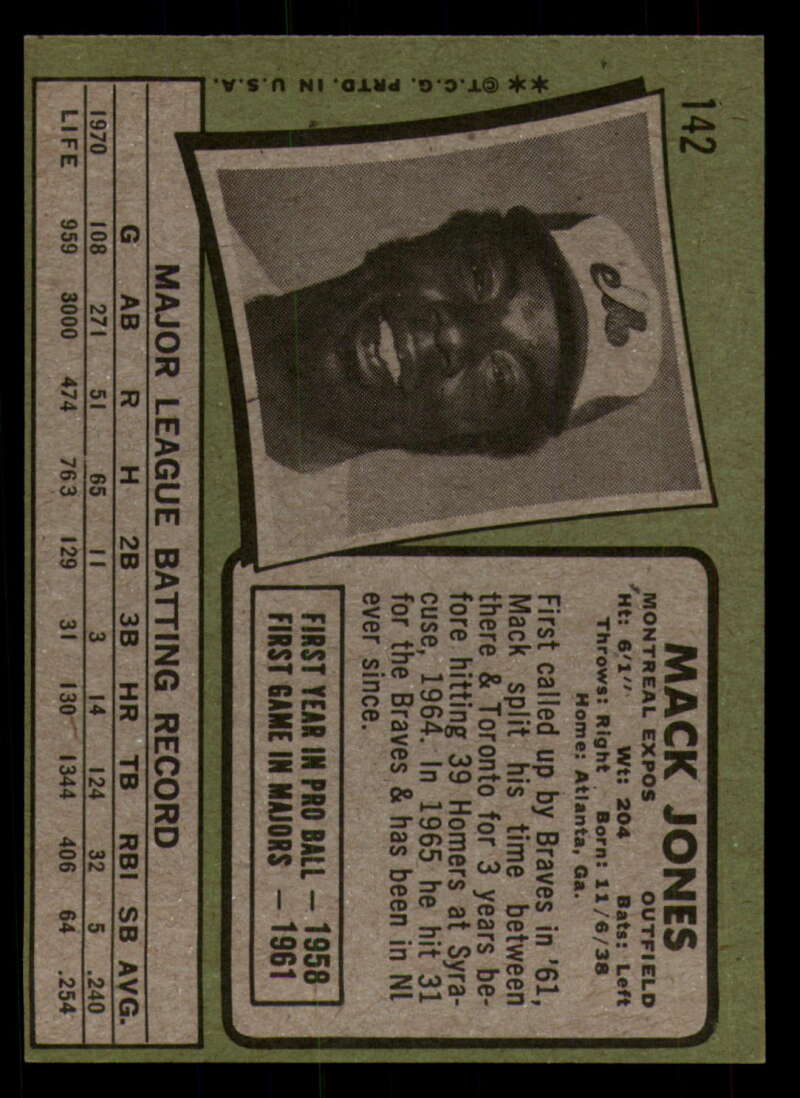 142
MACK JONES
MONTREAL EXPOS OUTFIELD
Ht: 6'1" Wt: 204 Bats: Left
Throws: Right Born: 11/6/38
Home: Atlanta, Ga.
First called up by Braves in '61,
Mack split his time between
there & Toronto for 3 years be-
fore hitting 39 Homers at Syra-
cuse, 1964. In 1965 he hit 31
for the Braves & has been in NL
ever since.
FIRST YEAR IN PRO BALL — 1958
FIRST GAME IN MAJORS — 1961
MAJOR LEAGUE BATTING RECORD
G AB R H 2B 3B HR TB RBI SB AVG.
1970 108 271 51 65 11 3 14 124 32 5 .240
LIFE 959 3000 474 763 129 31 130 1344 406 64 .254
** ©T.C.G. PRTD. IN U.S.A.